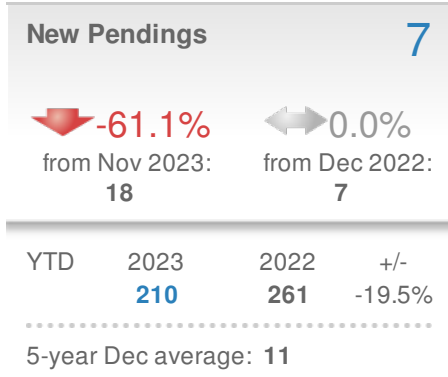 New Pendings 7
-61.1% 0.0%
from Nov 2023: from Dec 2022:
18 7
YTD 2023 2022 +/-
210 261 -19.5%
5-year Dec average: 11